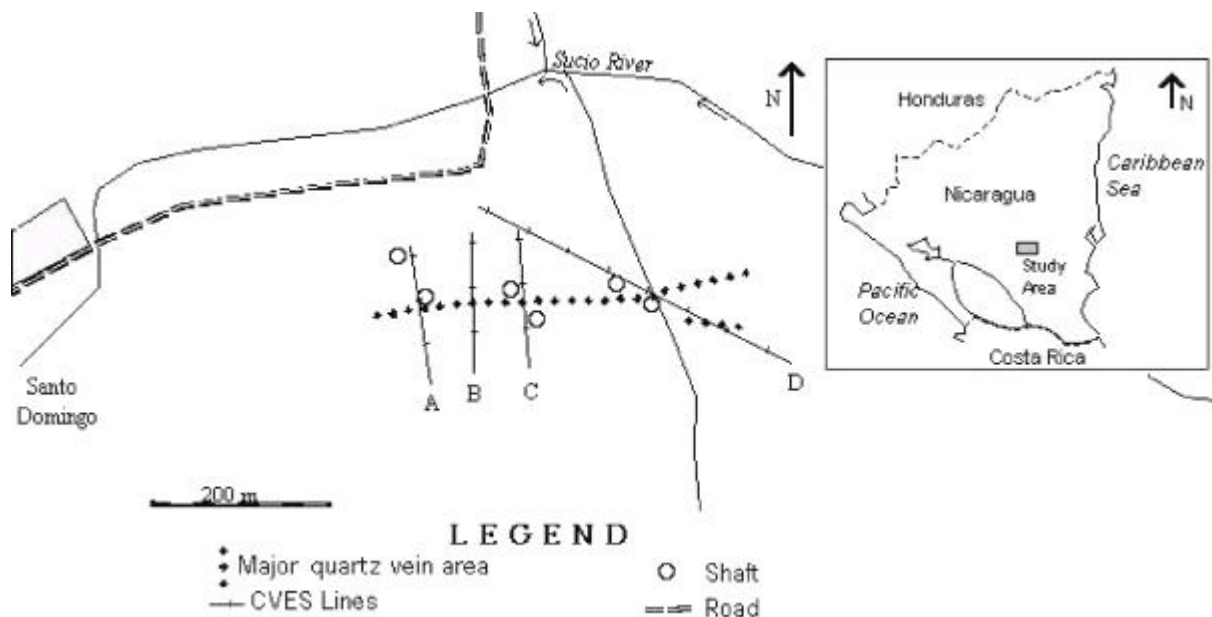 Sucio River
N
N
Honduras
Caribbean
Sea
Nicaragua
Study
Area
Pacific
Ocean
Costa Rica
A
B
C
D
Santo
Domingo
200 m
LEGEND
Major quartz vein area
Shaft
CVES Lines
Road